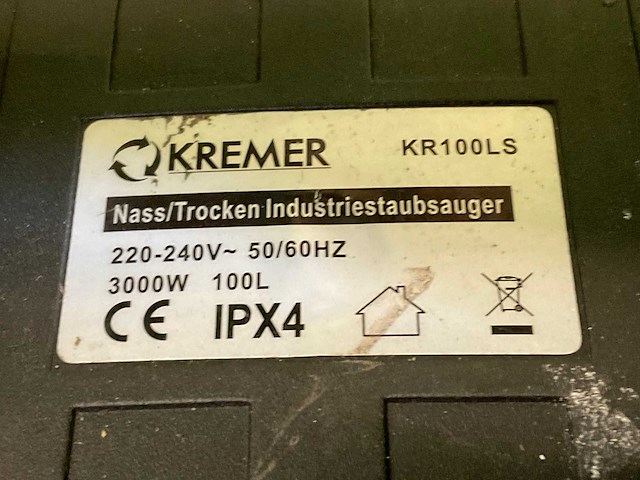 KREMER KR100LS
Nass/Trocken Industriestaubsauger
220-240V~ 50/60HZ
3000W 100L
CE IPX4